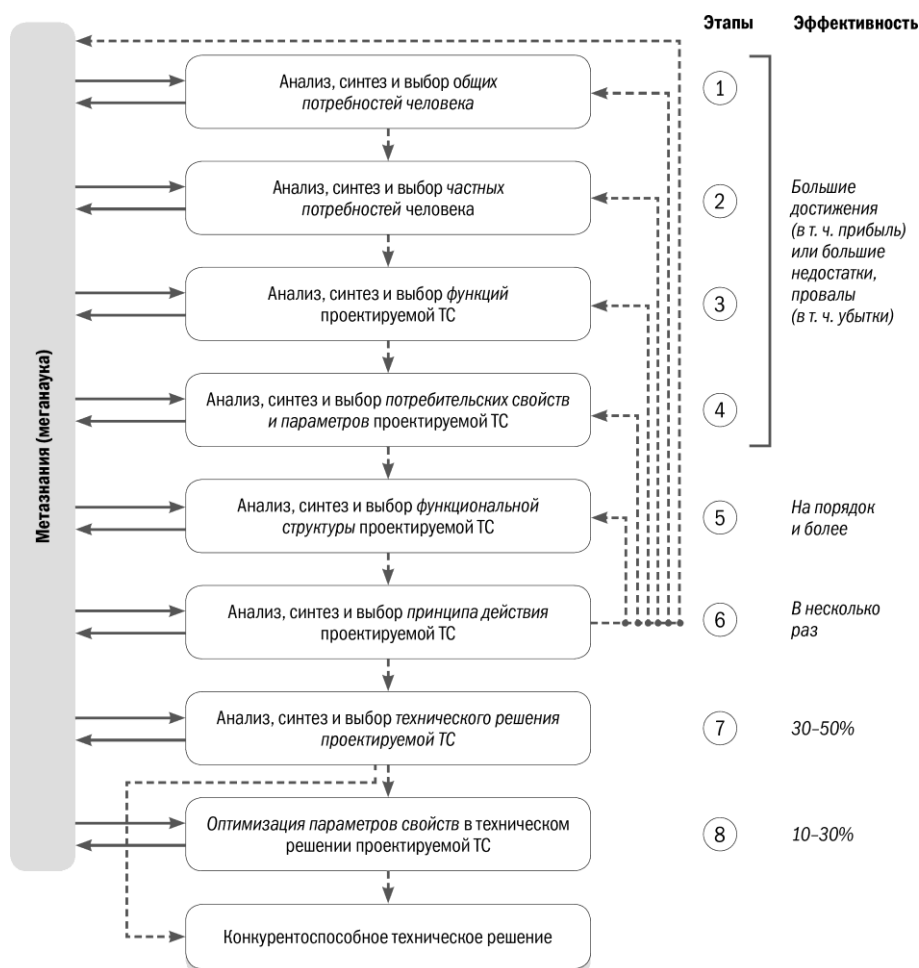 Этапы
Эффективность
Метазнания (меганаука)
Анализ, синтез и выбор общих
потребностей человека
1
Анализ, синтез и выбор частных
потребностей человека
2
Большие
достижения
(в т. ч. прибыль)
или большие
недостатки,
провалы
(в т. ч. убытки)
Анализ, синтез и выбор функций
проектируемой ТС
3
Анализ, синтез и выбор потребительских свойств
и параметров проектируемой ТС
4
Анализ, синтез и выбор функциональной
структуры проектируемой ТС
5
На порядок
и более
Анализ, синтез и выбор принципа действия
проектируемой ТС
6
В несколько
раз
Анализ, синтез и выбор технического решения
проектируемой ТС
7
30–50%
Оптимизация параметров свойств в техническом
решении проектируемой ТС
8
10–30%
Конкурентоспособное техническое решение